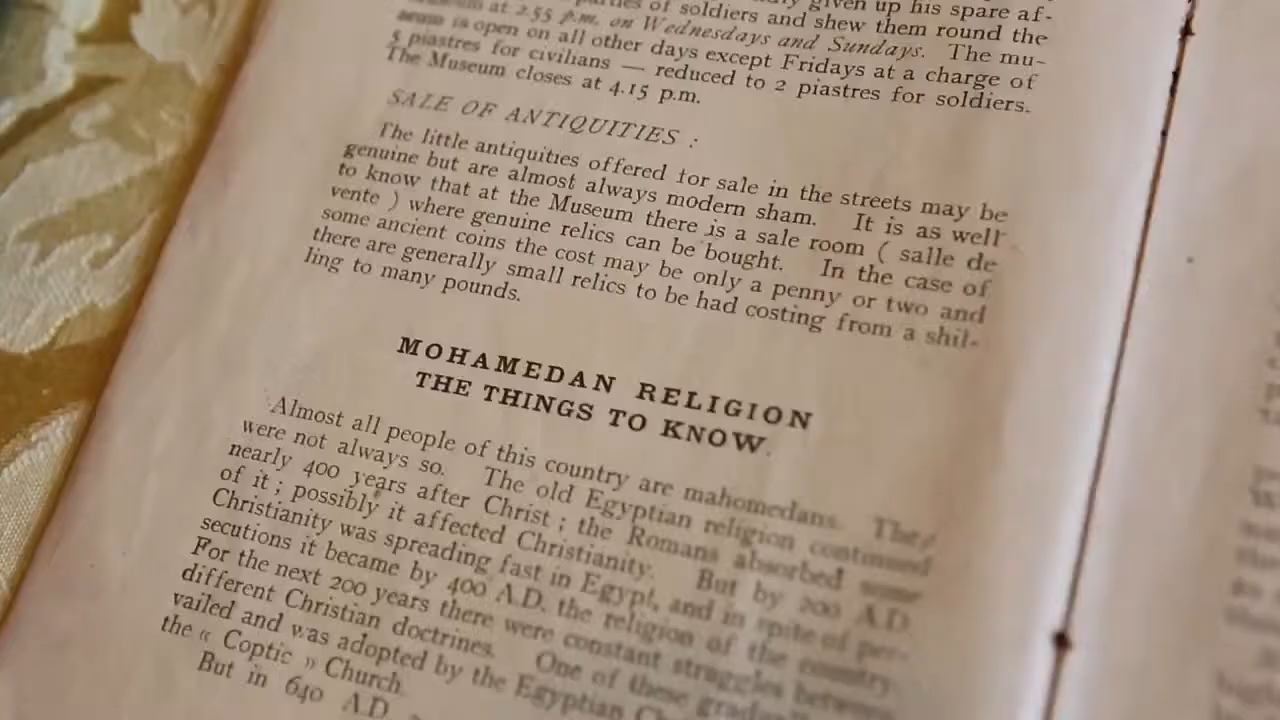 given up his spare af-
of soldiers and shew them round the
at 2.55 p.m. on Wednesdays and Sundays. The mu-
seum is open on all other days except Fridays at a charge of
5 piastres for civilians — reduced to 2 piastres for soldiers.
The Museum closes at 4.15 p.m.
SALE OF ANTIQUITIES :
The little antiquities offered for sale in the streets may be
genuine but are almost always modern sham. It is as well
to know that at the Museum there is a sale room ( salle de
vente ) where genuine relics can be bought. In the case of
some ancient coins the cost may be only a penny or two and
there are generally small relics to be had costing from a shil-
ling to many pounds.
MOHAMEDAN RELIGION
THE THINGS TO KNOW.
Almost all people of this country are mahomedans. They
were not always so. The old Egyptian religion continued
nearly 400 years after Christ ; the Romans absorbed some
of it ; possibly it affected Christianity. But by 200 A.D.
Christianity was spreading fast in Egypt, and in spite of per-
secutions it became by 400 A.D. the religion of the country.
For the next 200 years there were constant struggles between
different Christian doctrines. One of these gradually
vailed and was adopted by the Egyptian
the « Coptic » Church.
But in 640 A.D.